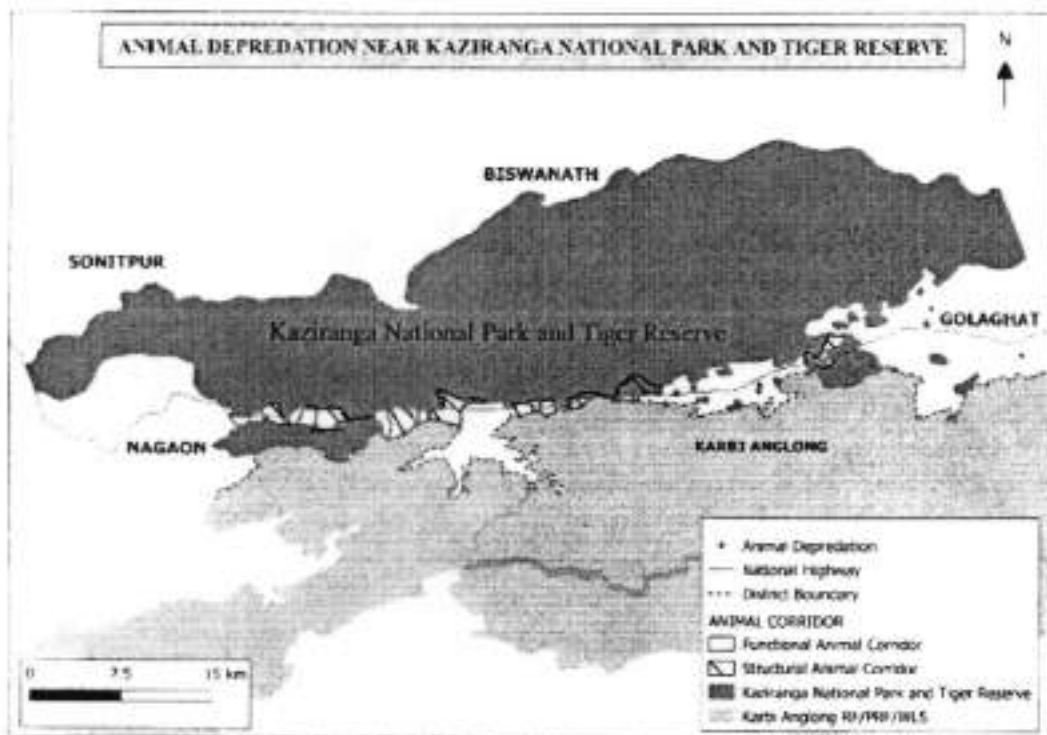 ANIMAL DEPREDATION NEAR KAZIRANGA NATIONAL PARK AND TIGER RESERVE
N
BISWANATH
SONITPUR
GOLAGHAT
Kaziranga National Park and Tiger Reserve
NAGAON
KARBI ANGLONG
Animal Depredation
National Highway
District Boundary
ANIMAL CORRIDOR
Functional Animal Corridor
Structural Animal Corridor
Kaziranga National Park and Tiger Reserve
Karbi Anglong RF/PRF/WLS
0 7.5 15 km